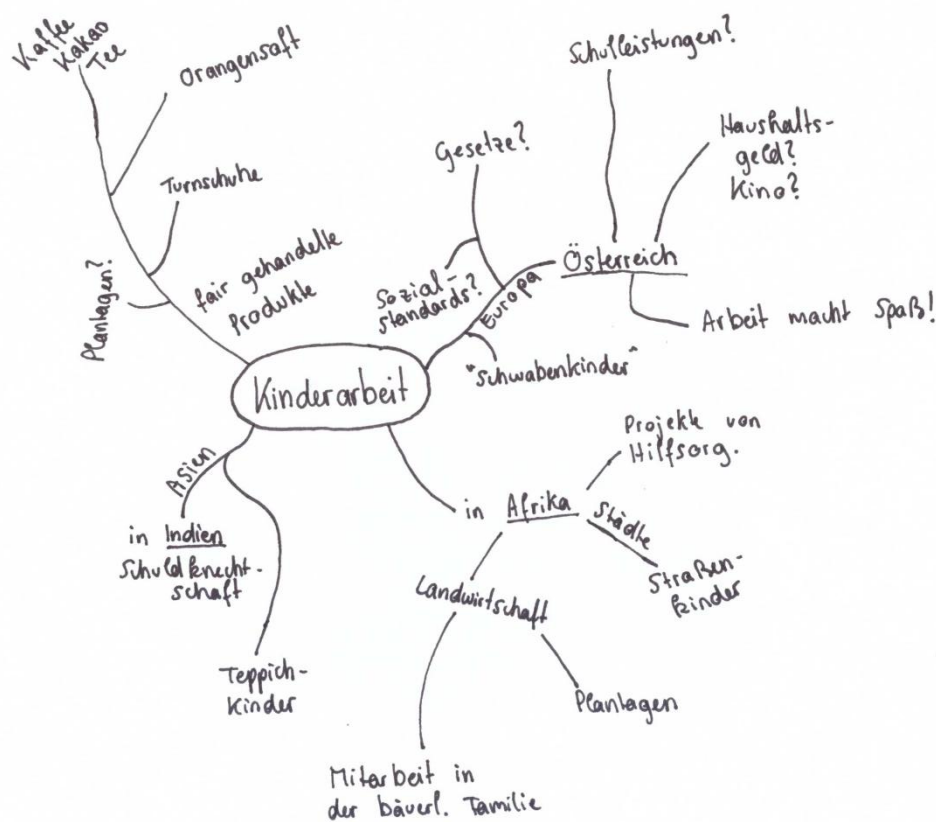 Kaffee
Kakao
Tee
Orangensaft
Turnschuhe
Plantagen?
fair gehandelte
Produkte
Kinderarbeit
Europa
Gesetze?
Sozial-
standards?
"Schwabenkinder"
Österreich
Schulleistungen?
Haushalts-
geld?
Kino?
Arbeit macht Spaß!
Asien
in Indien
Schuldknecht-
schaft
Teppich-
Kinder
in Afrika
Projekte von
Hilfsorg.
Städte
Straßen-
kinder
Landwirtschaft
Plantagen
Mitarbeit in
der bäuerl. Familie